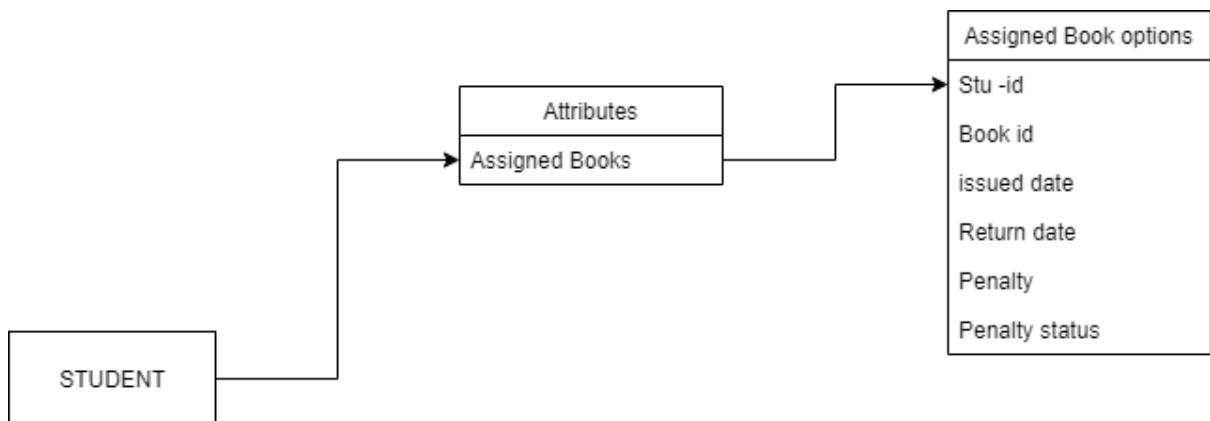 Assigned Book options
Stu -id
Book id
issued date
Return date
Penalty
Penalty status
Attributes
Assigned Books
STUDENT